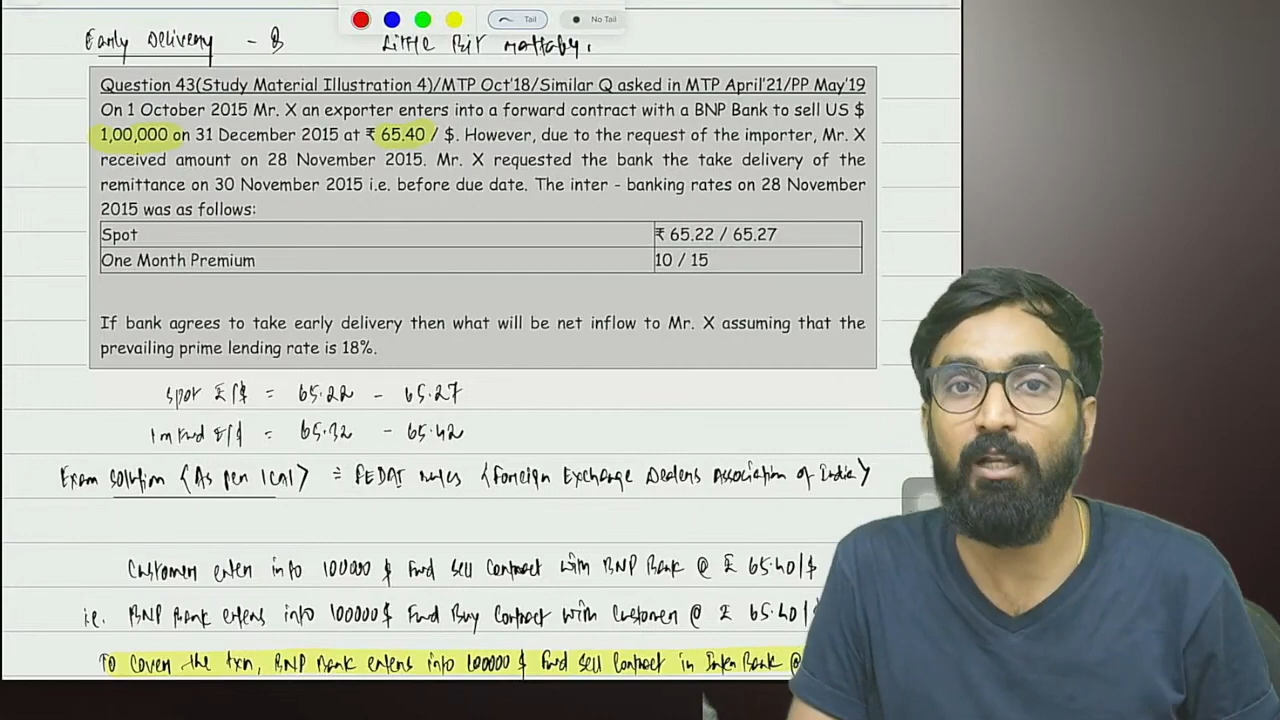 Tail
No Tail
Early Delivery - 8 Little Bit
Question 43(Study Material Illustration 4)/MTP Oct'18/Similar Q asked in MTP April'21/PP May'19
On 1 October 2015 Mr. X an exporter enters into a forward contract with a BNP Bank to sell US $
1,00,000 on 31 December 2015 at ₹ 65.40 / $. However, due to the request of the importer, Mr. X
received amount on 28 November 2015. Mr. X requested the bank the take delivery of the
remittance on 30 November 2015 i.e. before due date. The inter - banking rates on 28 November
2015 was as follows:
Spot ₹ 65.22 / 65.27
One Month Premium 10 / 15
If bank agrees to take early delivery then what will be net inflow to Mr. X assuming that the
prevailing prime lending rate is 18%.
Spot ₹/$ = 65.22 - 65.27
1m Fwd ₹/$ = 65.32 - 65.42
Exam solution {As per ICAI} = FEDAI rules {Foreign Exchange Dealers Association of India}
Customer enters into 100000 $ Fwd Sell Contract with BNP Bank @ ₹ 65.40/$
i.e. BNP Bank enters into 100000 $ Fwd Buy Contract with Customer @ ₹ 65.40/$
To Cover the txn, BNP Bank enters into 100000 $ Fwd Sell Contract in Inter Bank @